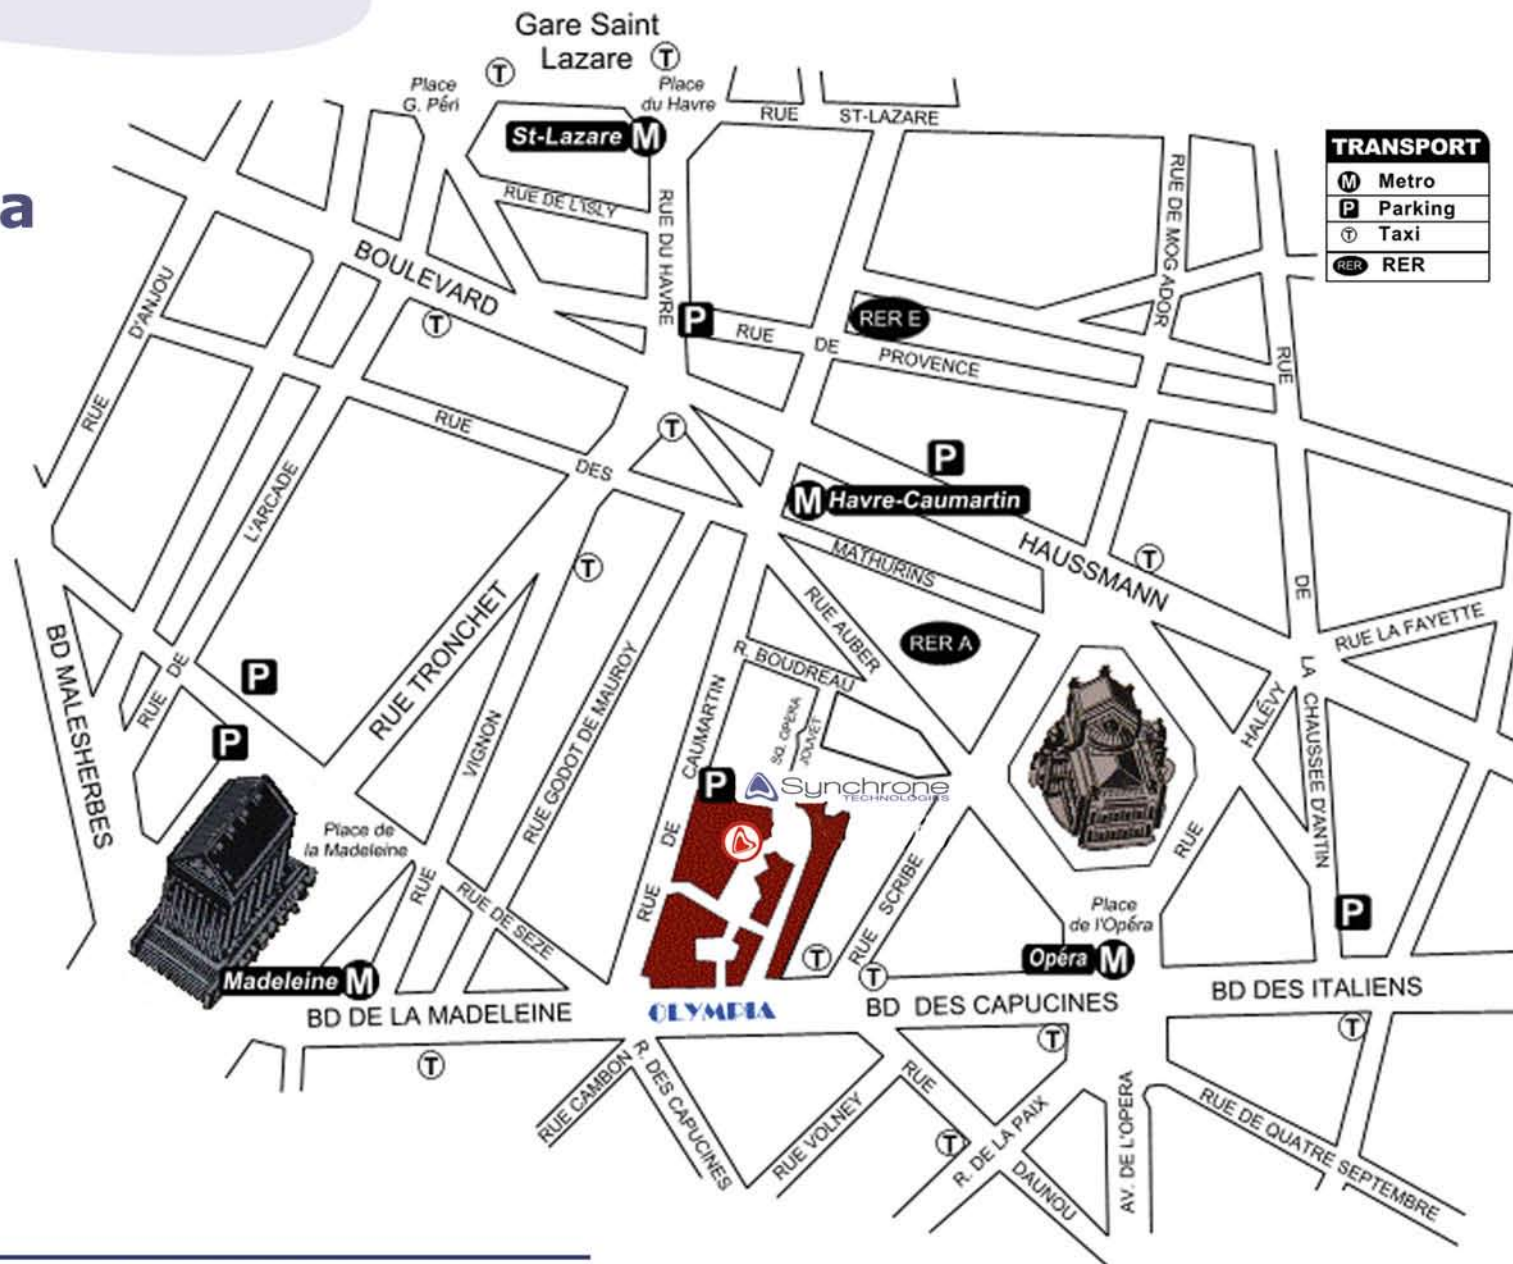 Gare Saint
Lazare
T
T
Place
G. Péri
Place
du Havre
RUE ST-LAZARE
St-Lazare M
TRANSPORT
M Metro
P Parking
T Taxi
RER RER
a
RUE DE L'ISLY
RUE DU HAVRE
RUE DE MOGADOR
BOULEVARD
T
P
RER E
RUE DE PROVENCE
RUE D'ANJOU
RUE DES MATHURINS
T
P
M Havre-Caumartin
HAUSSMANN
T
T
RUE DE L'ARCADE
RUE TRONCHET
BD MALESHERBES
RUE AUBER
RER A
RUE LA FAYETTE
R. BOUDREAU
RUE DE LA CHAUSSEE D'ANTIN
RUE HALÉVY
P
P
VIGNON
RUE
RUE GODOT DE MAUROY
RUE DE CAUMARTIN
SQ. OPERA
JOUVET
P
Synchrone
TECHNOLOGIES
Place de
la Madeleine
RUE DE SEZE
RUE SCRIBE
Place
de l'Opéra
P
T
T
Opéra M
Madeleine M
BD DE LA MADELEINE
OLYMPIA
BD DES CAPUCINES
BD DES ITALIENS
T
T
T
RUE CAMBON
R. DES CAPUCINES
RUE VOLNEY
RUE DAUNOU
T
R. DE LA PAIX
AV. DE L'OPERA
RUE DE QUATRE SEPTEMBRE